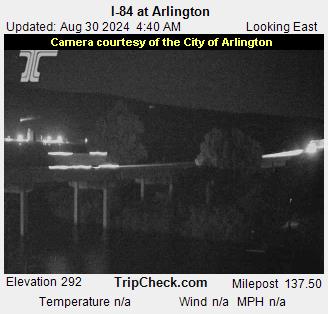 I-84 at Arlington
Updated: Aug 30 2024 4:40 AM Looking East
Camera courtesy of the City of Arlington
Elevation 292 TripCheck.com Milepost 137.50
Temperature n/a Wind n/a MPH n/a